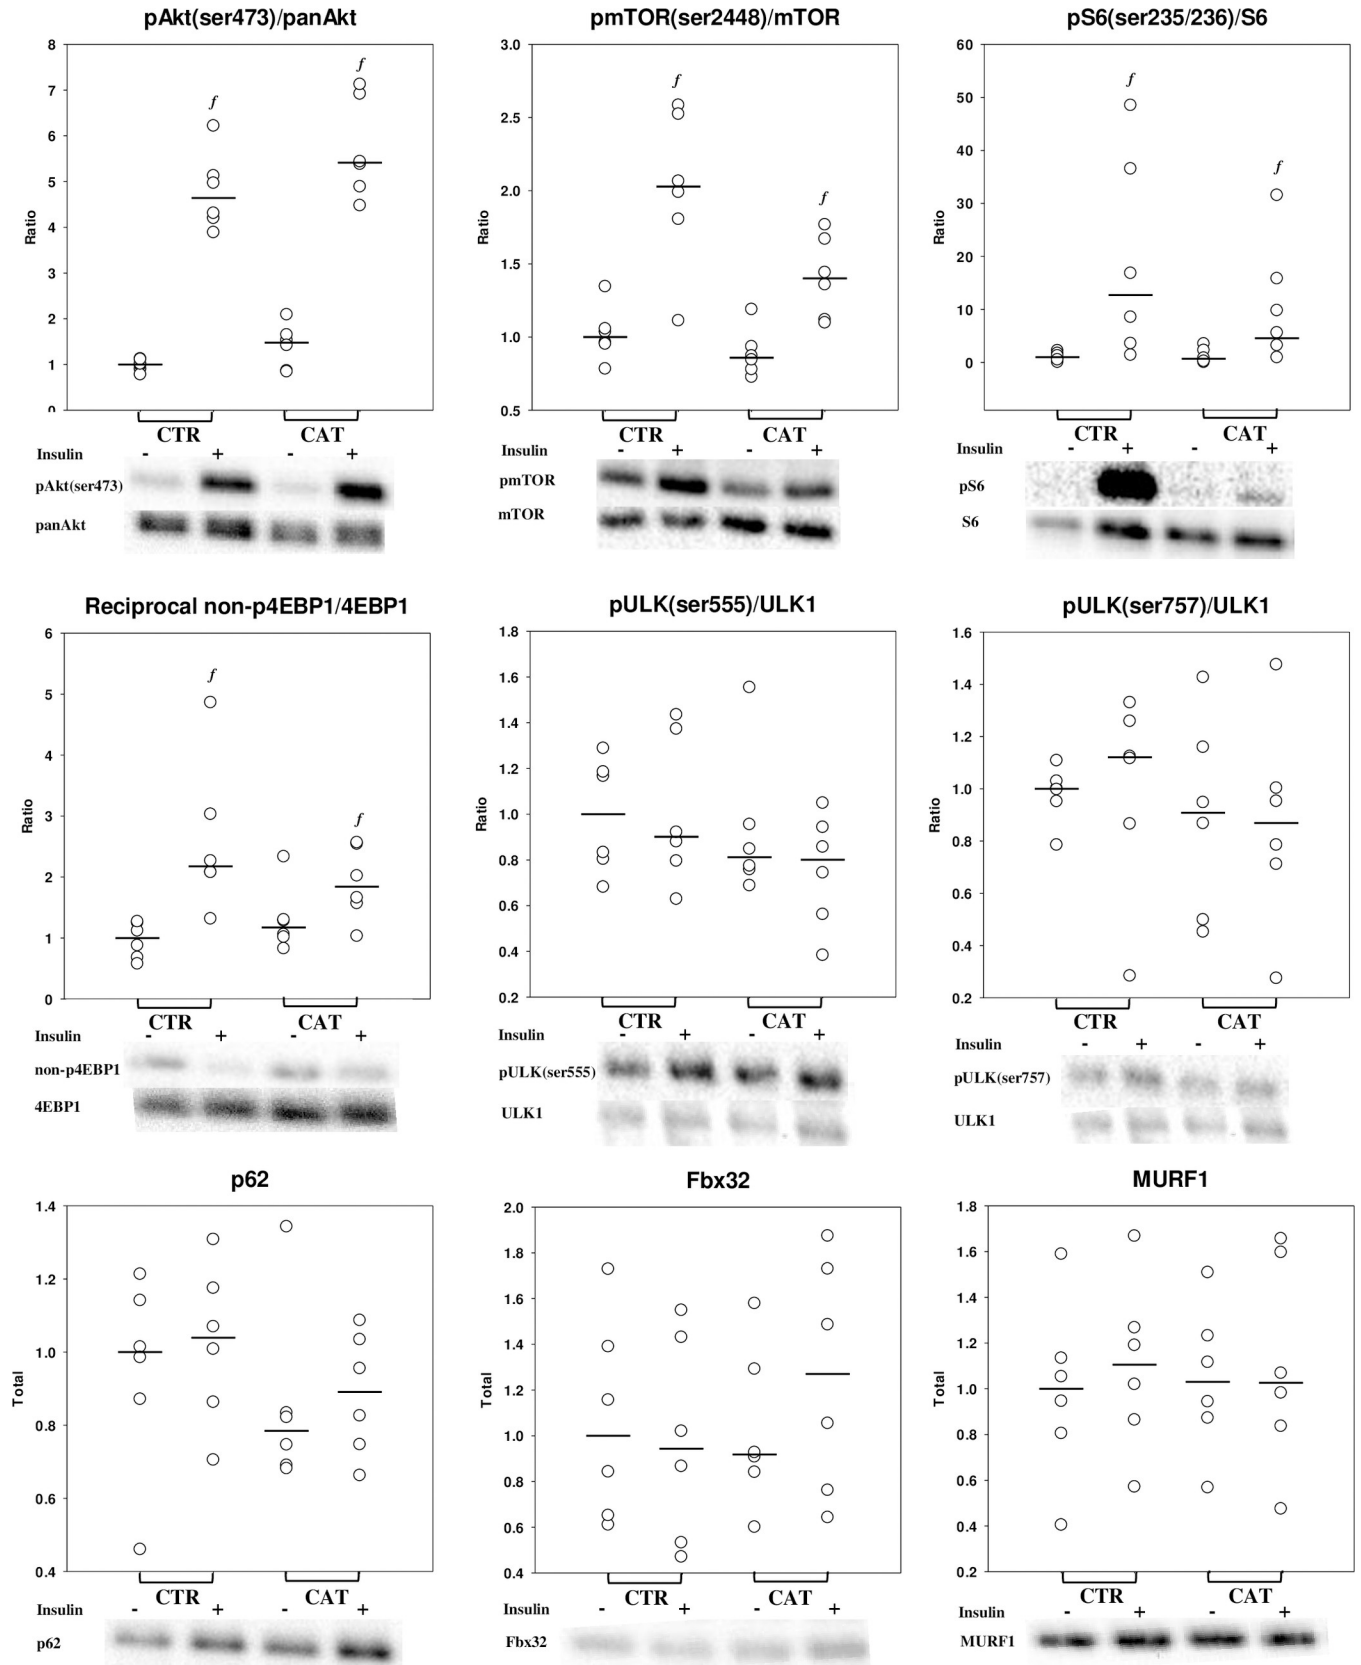 pAkt(ser473)/panAkt
8
7
6
5
4
3
2
1
0
Ratio
f
f
CTR
CAT
Insulin - + - +
pAkt(ser473)
panAkt
pmTOR(ser2448)/mTOR
3.0
2.5
2.0
1.5
1.0
0.5
Ratio
f
f
CTR
CAT
Insulin - + - +
pmTOR
mTOR
pS6(ser235/236)/S6
60
50
40
30
20
10
0
Ratio
f
f
CTR
CAT
Insulin - + - +
pS6
S6
Reciprocal non-p4EBP1/4EBP1
6
5
4
3
2
1
0
Ratio
f
f
CTR
CAT
Insulin - + - +
non-p4EBP1
4EBP1
pULK(ser555)/ULK1
1.8
1.6
1.4
1.2
1.0
0.8
0.6
0.4
0.2
Ratio
CTR
CAT
Insulin - + - +
pULK(ser555)
ULK1
pULK(ser757)/ULK1
1.6
1.4
1.2
1.0
0.8
0.6
0.4
0.2
Ratio
CTR
CAT
Insulin - + - +
pULK(ser757)
ULK1
p62
1.4
1.2
1.0
0.8
0.6
0.4
Total
CTR
CAT
Insulin - + - +
p62
Fbx32
2.0
1.8
1.6
1.4
1.2
1.0
0.8
0.6
0.4
Total
CTR
CAT
Insulin - + - +
Fbx32
MURF1
1.8
1.6
1.4
1.2
1.0
0.8
0.6
0.4
0.2
Total
CTR
CAT
Insulin - + - +
MURF1